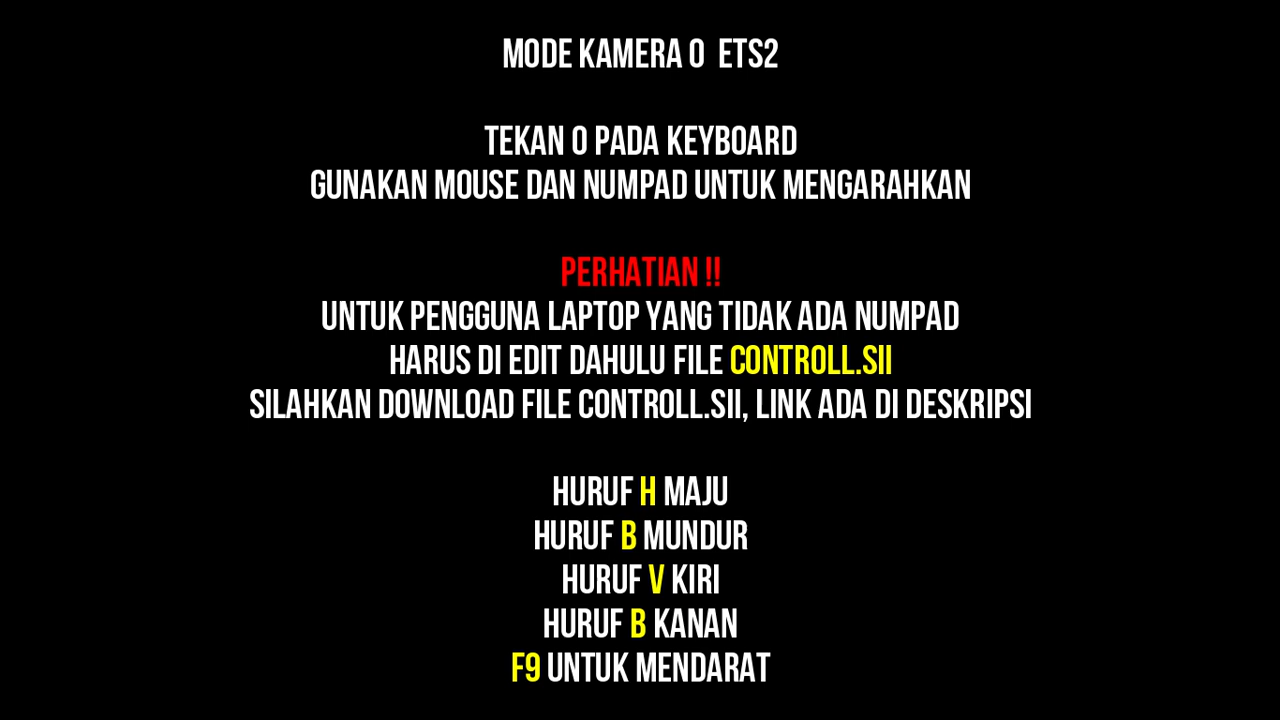 MODE KAMERA 0 ETS2
TEKAN 0 PADA KEYBOARD
GUNAKAN MOUSE DAN NUMPAD UNTUK MENGARAHKAN
PERHATIAN !!
UNTUK PENGGUNA LAPTOP YANG TIDAK ADA NUMPAD
HARUS DI EDIT DAHULU FILE CONTROLL.SII
SILAHKAN DOWNLOAD FILE CONTROLL.SII, LINK ADA DI DESKRIPSI
HURUF H MAJU
HURUF B MUNDUR
HURUF V KIRI
HURUF B KANAN
F9 UNTUK MENDARAT